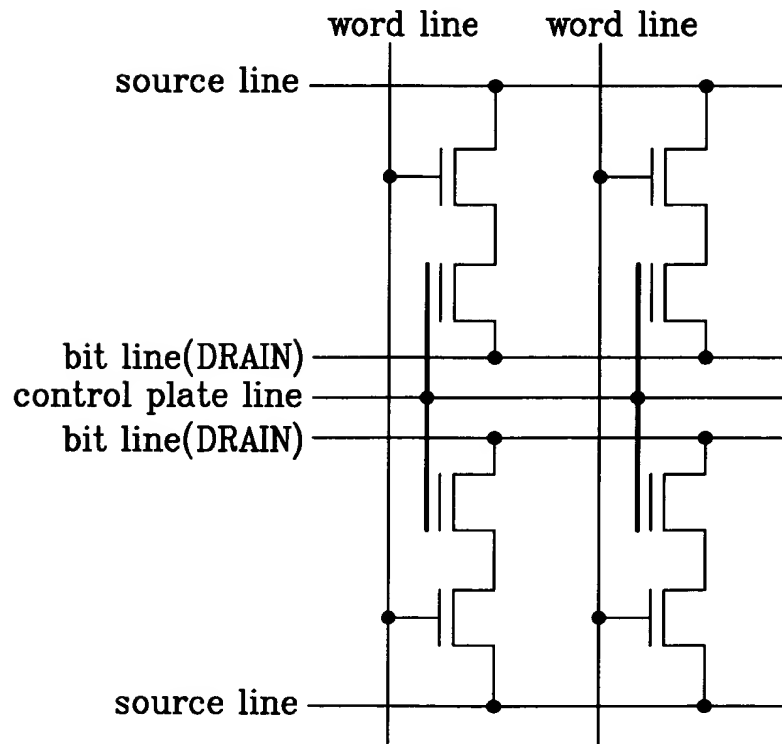 word line word line
source line
bit line(DRAIN)
control plate line
bit line(DRAIN)
source line